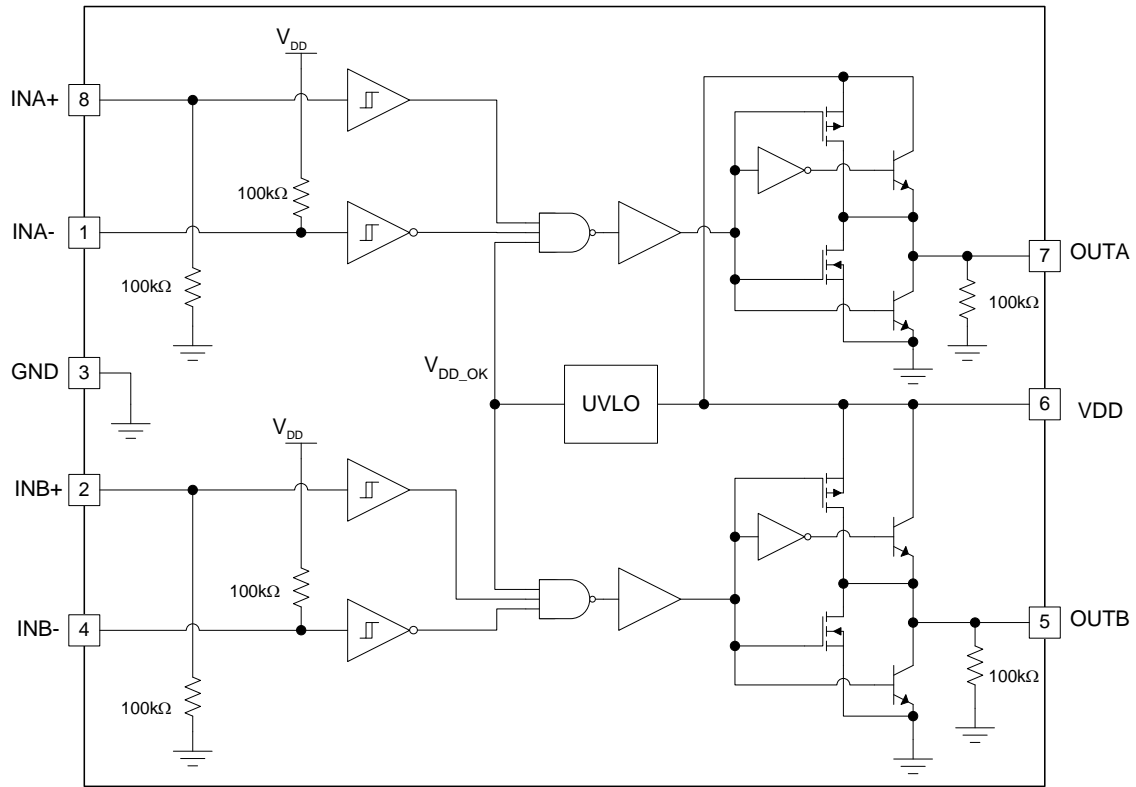 V_DD
INA+ 8
100kΩ
INA- 1
100kΩ
7 OUTA
100kΩ
GND 3
V_DD_OK
UVLO
6 VDD
V_DD
INB+ 2
100kΩ
INB- 4
5 OUTB
100kΩ
100kΩ